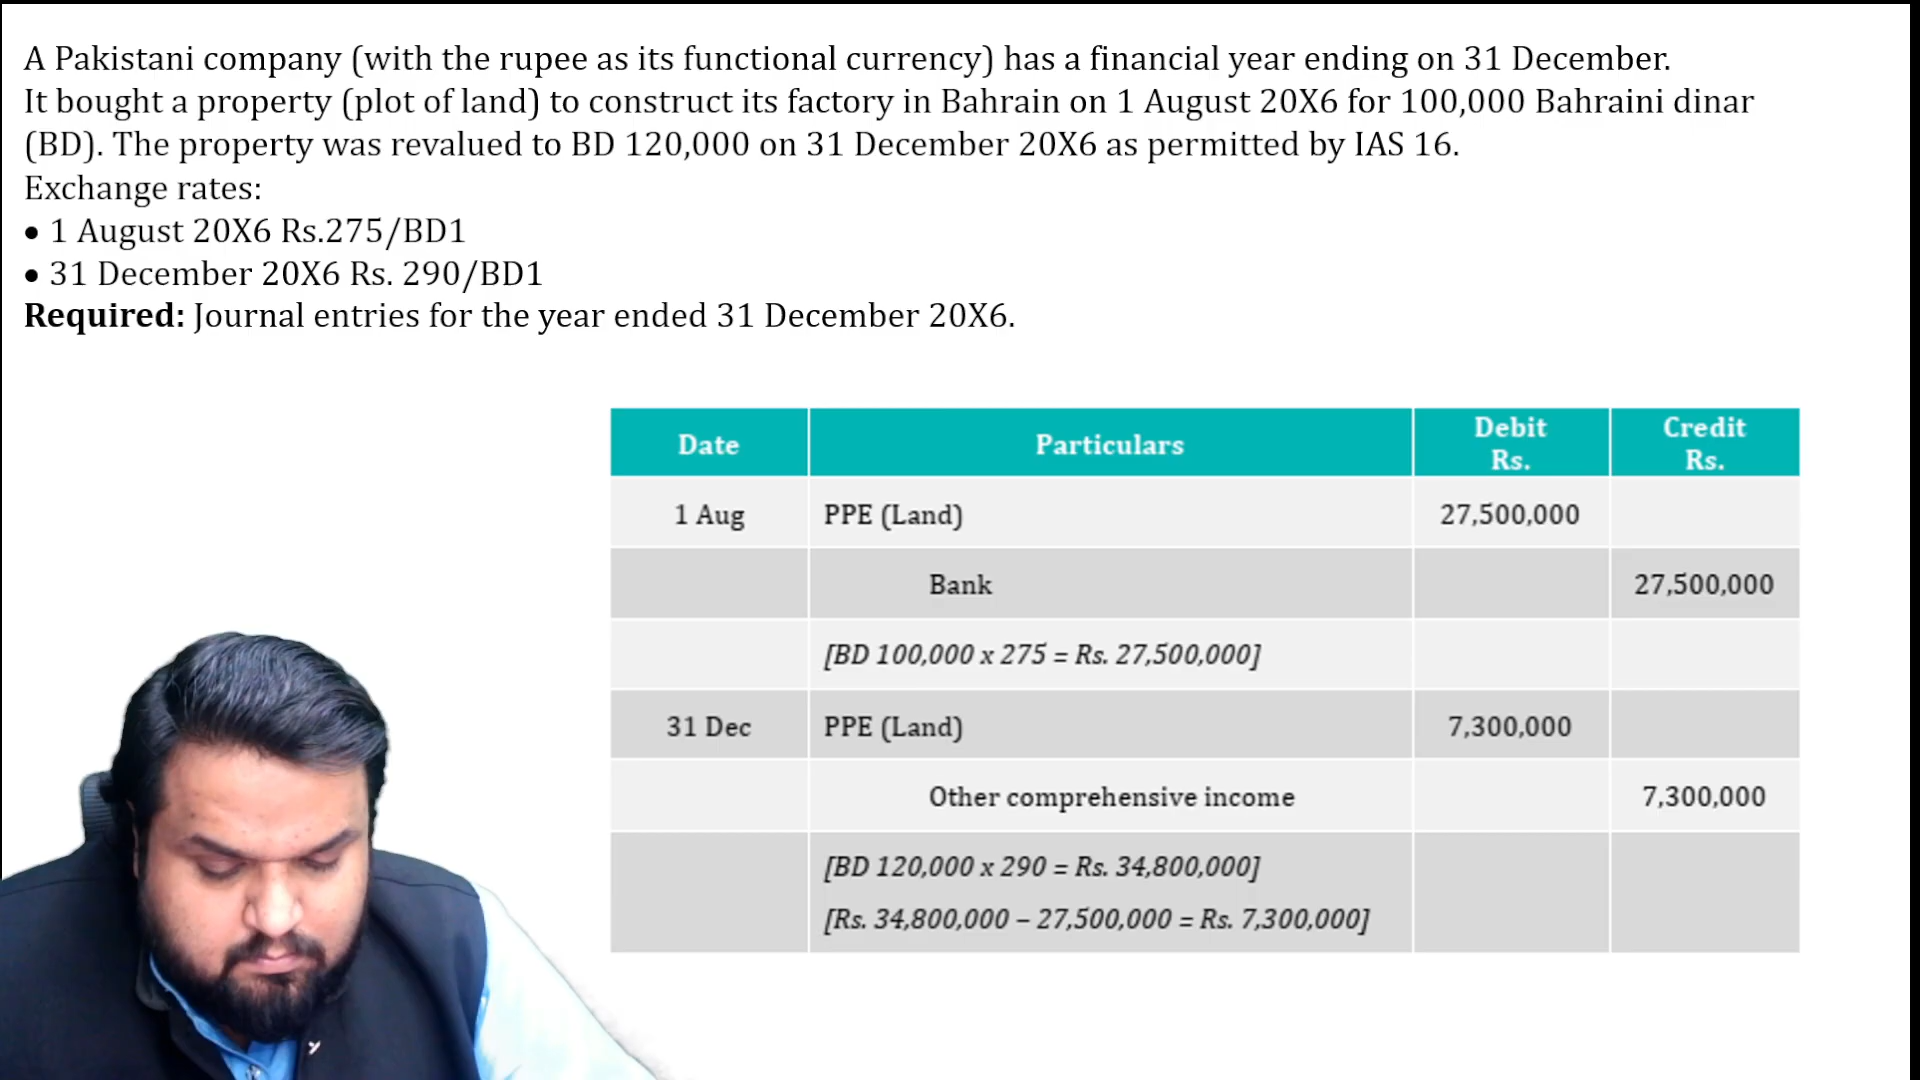 A Pakistani company (with the rupee as its functional currency) has a financial year ending on 31 December.
It bought a property (plot of land) to construct its factory in Bahrain on 1 August 20X6 for 100,000 Bahraini dinar
(BD). The property was revalued to BD 120,000 on 31 December 20X6 as permitted by IAS 16.
Exchange rates:
• 1 August 20X6 Rs.275/BD1
• 31 December 20X6 Rs. 290/BD1
Required: Journal entries for the year ended 31 December 20X6.
Date Particulars Debit Rs. Credit Rs.
1 Aug PPE (Land) 27,500,000
Bank 27,500,000
[BD 100,000 x 275 = Rs. 27,500,000]
31 Dec PPE (Land) 7,300,000
Other comprehensive income 7,300,000
[BD 120,000 x 290 = Rs. 34,800,000]
[Rs. 34,800,000 – 27,500,000 = Rs. 7,300,000]